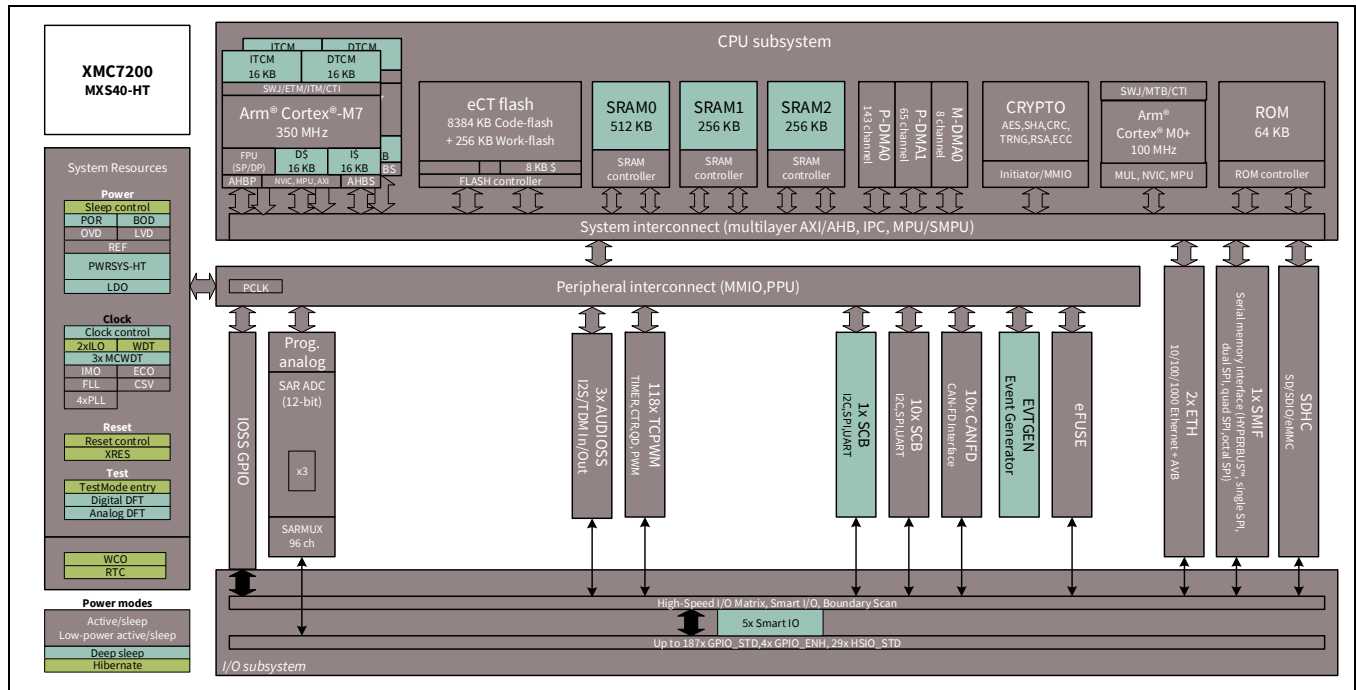 XMC7200
MXS40-HT
System Resources
Power
Sleep control
POR BOD
OVD LVD
REF
PWRSYS-HT
LDO
Clock
Clock control
2xILO WDT
3x MCWDT
IMO ECO
FLL CSV
4xPLL
Reset
Reset control
XRES
Test
TestMode entry
Digital DFT
Analog DFT
WCO
RTC
Power modes
Active/sleep
Low-power active/sleep
Deep sleep
Hibernate
CPU subsystem
ITCM DTCM
ITCM DTCM
16 KB 16 KB
SWJ/ETM/ITM/CTI
Arm® Cortex®-M7
350 MHz
FPU
(SP/DP)
D$
16 KB
I$
16 KB
AHBP NVIC, MPU, AXI AHBS
eCT flash
8384 KB Code-flash
+ 256 KB Work-flash
8 KB $
FLASH controller
SRAM0
512 KB
SRAM
controller
SRAM1
256 KB
SRAM
controller
SRAM2
256 KB
SRAM
controller
P-DMA0
143 channel
P-DMA1
65 channel
M-DMA0
8 channel
CRYPTO
AES,SHA,CRC,
TRNG,RSA,ECC
Initiator/MMIO
SWJ/MTB/CTI
Arm®
Cortex® M0+
100 MHz
MUL, NVIC, MPU
ROM
64 KB
ROM controller
System interconnect (multilayer AXI/AHB, IPC, MPU/SMPU)
PCLK
Peripheral interconnect (MMIO,PPU)
IOSS GPIO
Prog.
analog
SAR ADC
(12-bit)
x3
SARMUX
96 ch
3x AUDIOSS
I2S/TDM In/Out
118x TCPWM
TIMER,CTR,QD, PWM
1x SCB
I2C,SPI,UART
10x SCB
I2C,SPI,UART
10x CANFD
CAN-FD Interface
EVTGEN
Event Generator
eFUSE
2x ETH
10/100/1000 Ethernet + AVB
1x SMIF
Serial memory interface (HYPERBUS™, single SPI,
dual SPI, quad SPI,octal SPI)
SDHC
SD/SDIO/eMMC
High-Speed I/O Matrix, Smart I/O, Boundary Scan
5x Smart IO
Up to 187x GPIO_STD,4x GPIO_ENH, 29x HSIO_STD
I/O subsystem